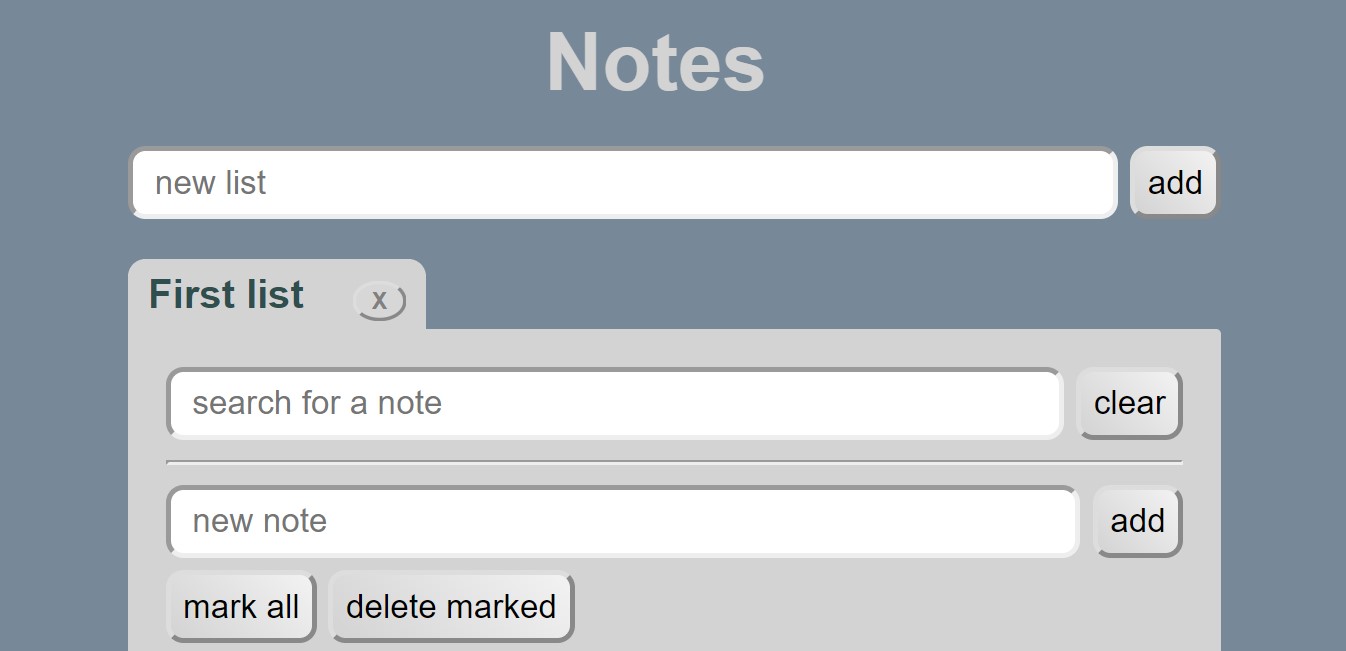 Notes
new list
add
First list x
search for a note
clear
new note
add
mark all
delete marked